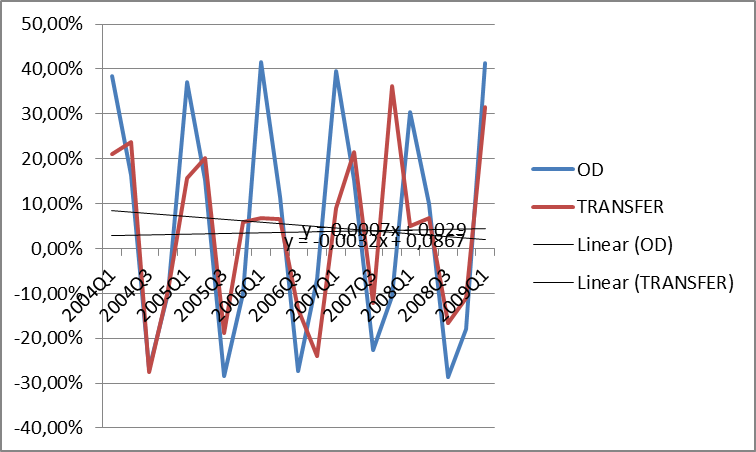 50,00%
40,00%
30,00%
20,00%
10,00%
0,00%
-10,00%
-20,00%
-30,00%
-40,00%
2004Q1
2004Q3
2005Q1
2005Q3
2006Q1
2006Q3
2007Q1
2007Q3
2008Q1
2008Q3
2009Q1
y = 0,0007x + 0,029
y = -0,0032x + 0,0867
OD
TRANSFER
Linear (OD)
Linear (TRANSFER)